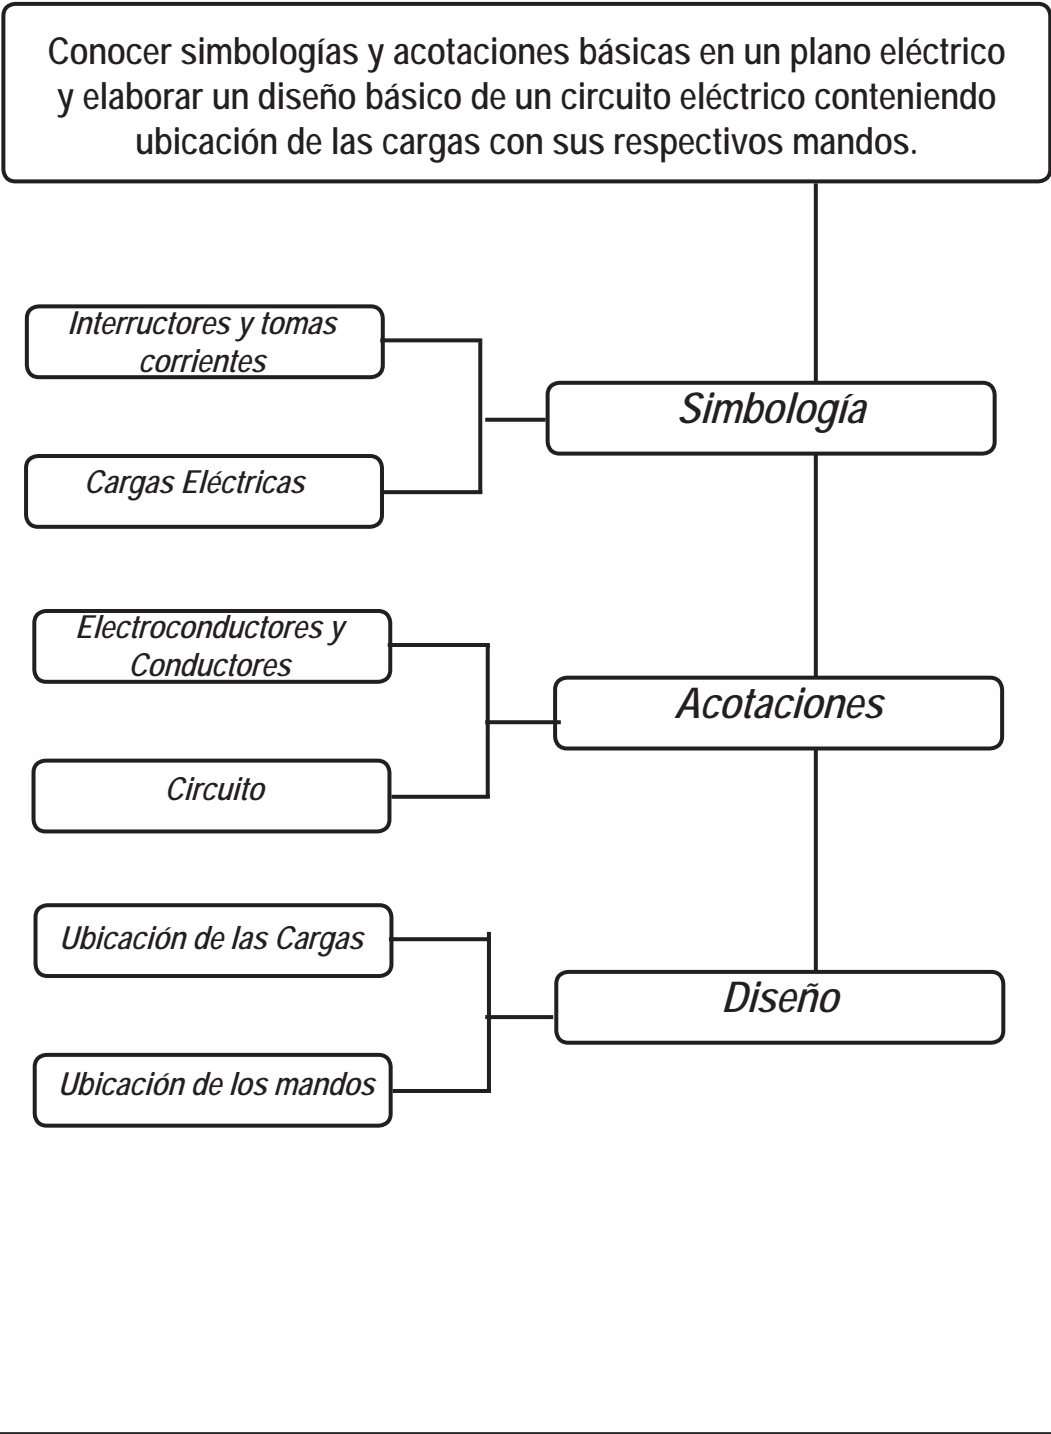 Conocer simbologías y acotaciones básicas en un plano eléctrico
y elaborar un diseño básico de un circuito eléctrico conteniendo
ubicación de las cargas con sus respectivos mandos.
Interructores y tomas
corrientes
Simbología
Cargas Eléctricas
Electroconductores y
Conductores
Acotaciones
Circuito
Ubicación de las Cargas
Diseño
Ubicación de los mandos